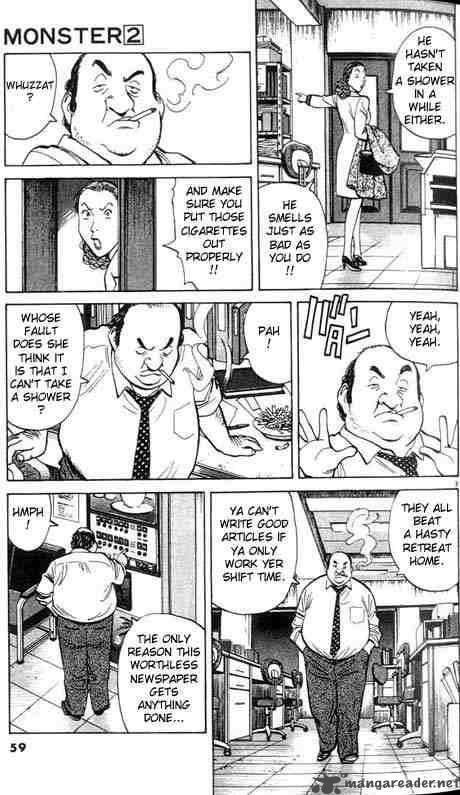 MONSTER 2
HE
HASN'T
TAKEN
A SHOWER
IN A
WHILE
EITHER.
WHUZZAT
?
HE
SMELLS
JUST AS
BAD AS
YOU
DO !!
AND MAKE
SURE YOU
PUT THOSE
CIGARETTES
OUT
PROPERLY
!!
YEAH,
YEAH,
YEAH.
バタン
PAH
!
WHOSE
FAULT
DOES SHE
THINK IT
IS THAT I
CAN'T TAKE
A SHOWER
?
THEY
ALL
BEAT
A HASTY
RETREAT
HOME.
YA CAN'T
WRITE GOOD
ARTICLES IF
YA ONLY
WORK YER
SHIFT TIME.
HMPH
!
THE ONLY
REASON THIS
WORTHLESS
NEWSPAPER
GETS
ANYTHING
DONE...
59
mangareader.net